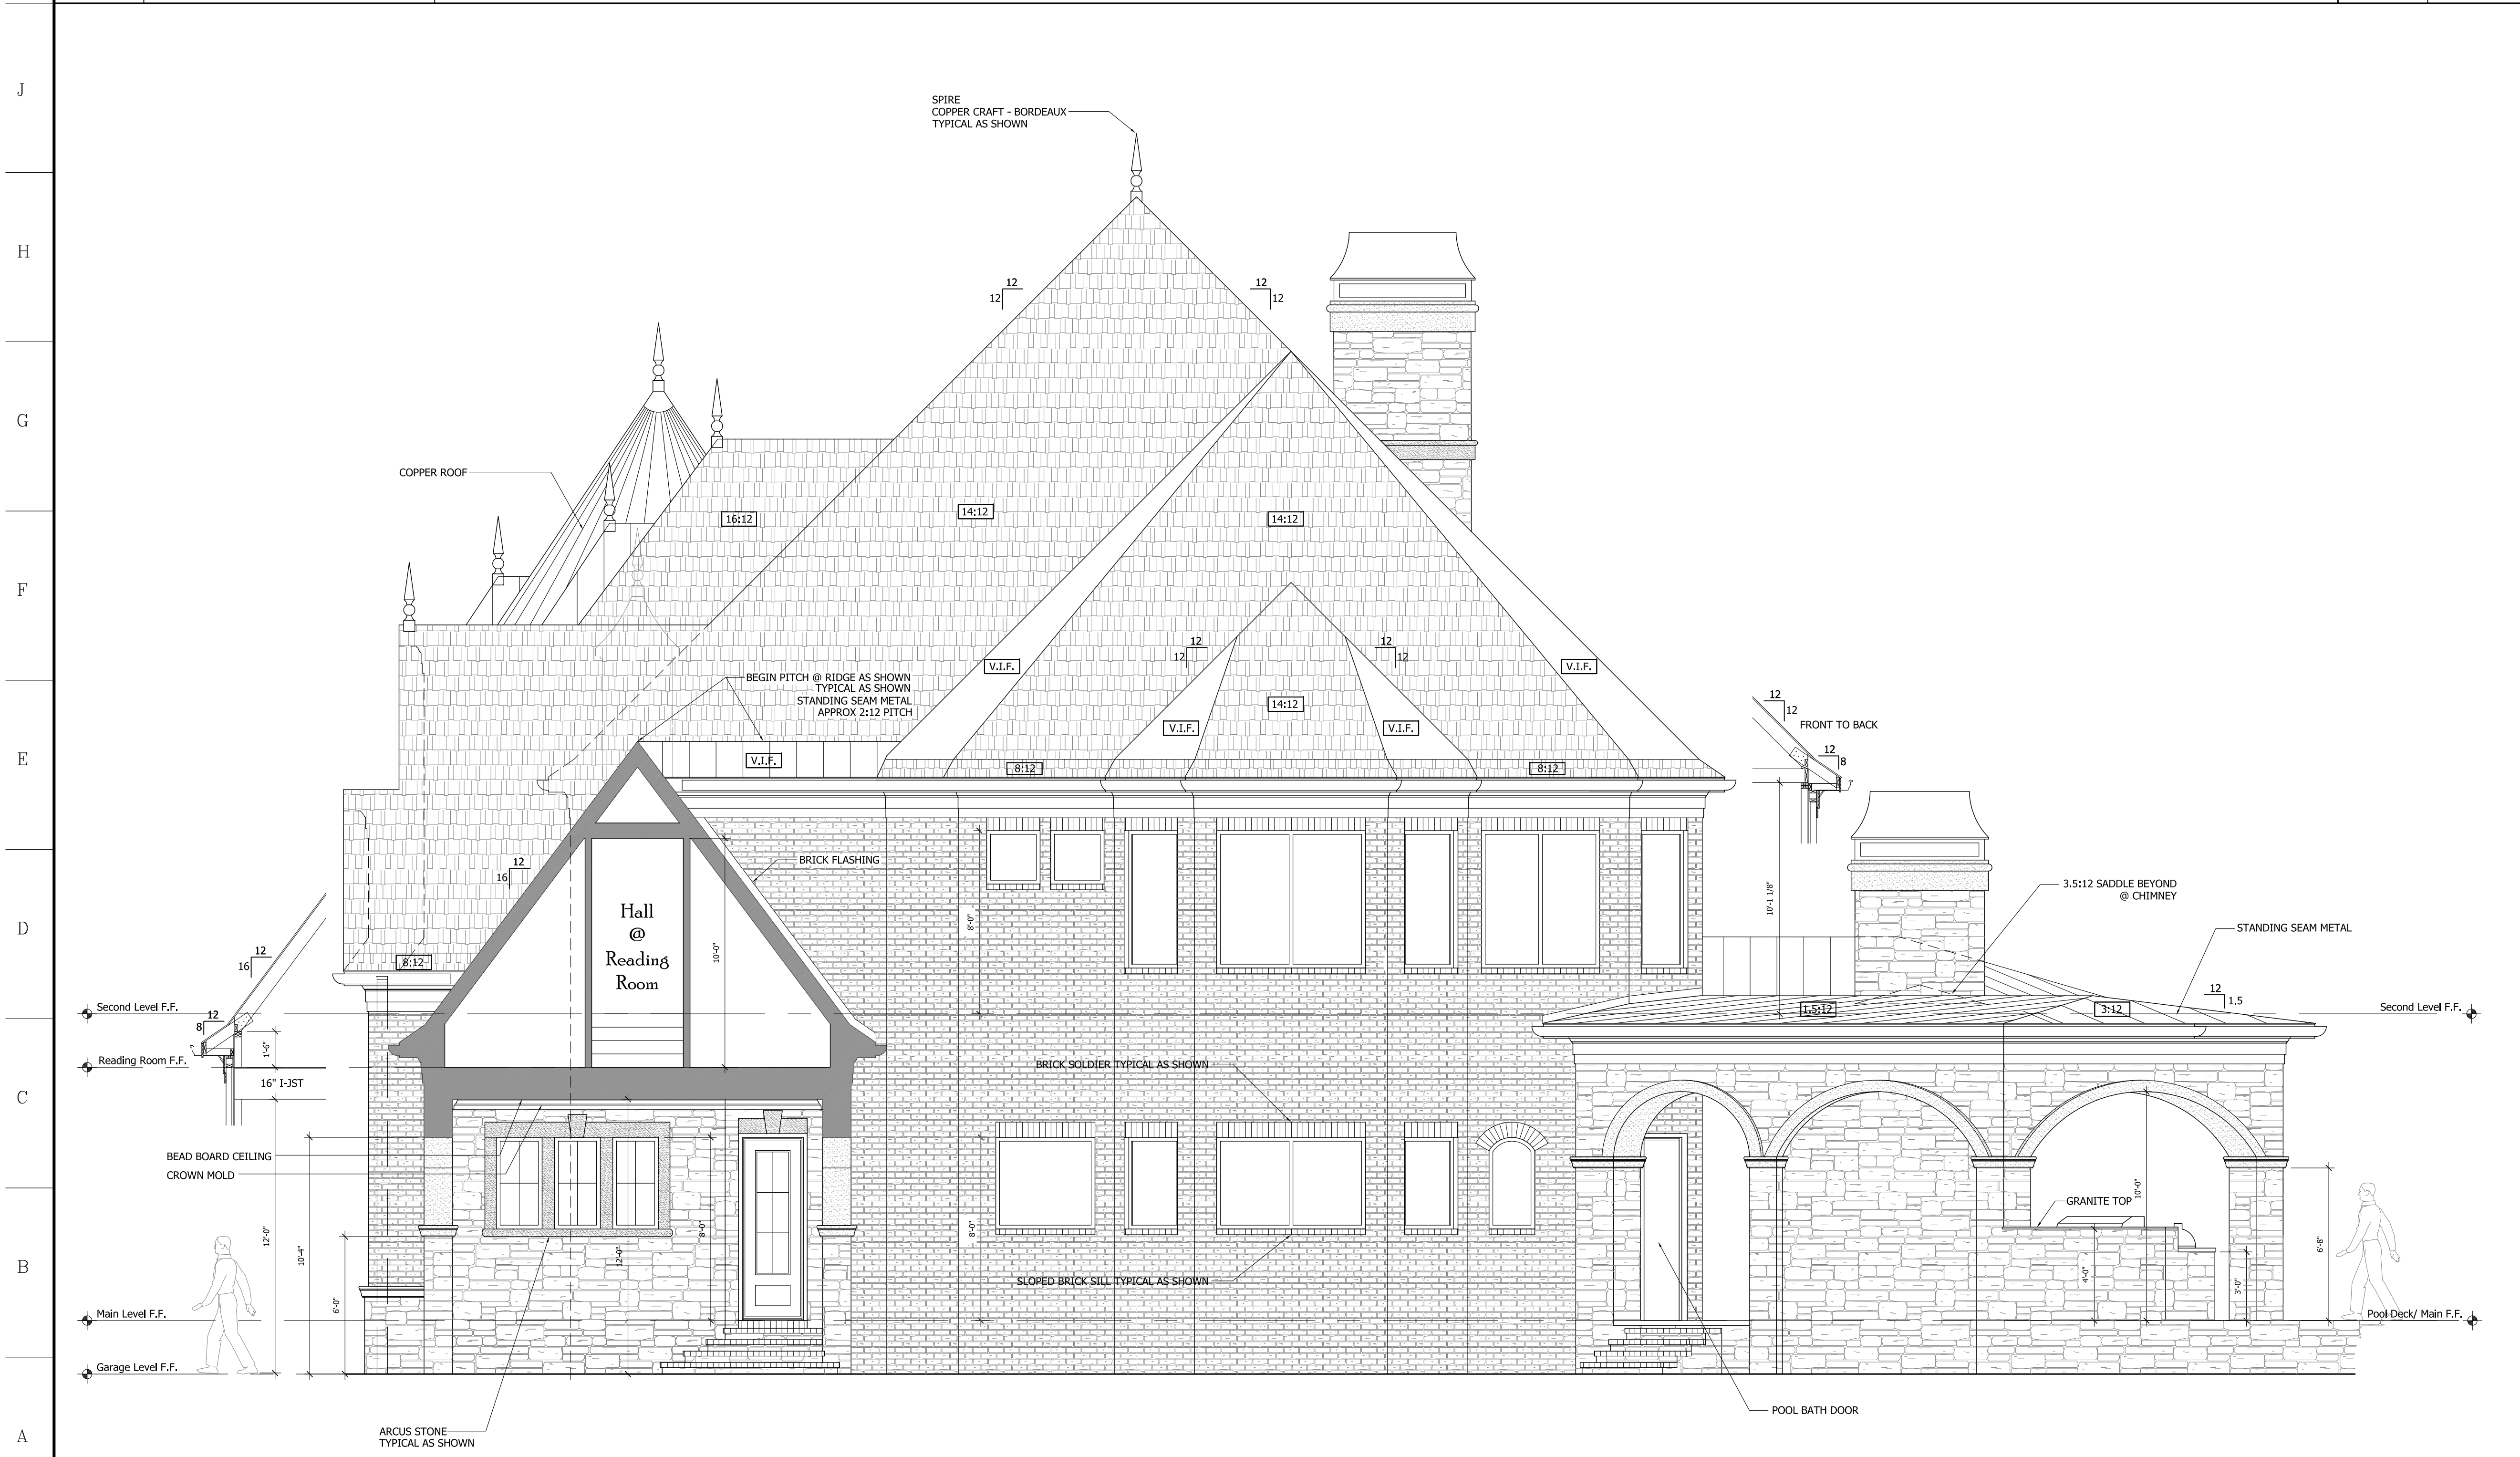 J
SPIRE
COPPER CRAFT - BORDEAUX
TYPICAL AS SHOWN
H
12
12
12
12
G
COPPER ROOF
16:12
14:12
14:12
F
12
12
12
12
V.I.F.
V.I.F.
BEGIN PITCH @ RIDGE AS SHOWN
TYPICAL AS SHOWN
STANDING SEAM METAL
APPROX 2:12 PITCH
14:12
V.I.F.
V.I.F.
12
12
FRONT TO BACK
E
V.I.F.
8:12
8:12
12
8
12
16
BRICK FLASHING
D
Hall
@
Reading
Room
10'-0"
8'-0"
10'-1 1/8"
3.5:12 SADDLE BEYOND
@ CHIMNEY
STANDING SEAM METAL
12
16
8:12
Second Level F.F.
12
8
1'-6"
1.5:12
3:12
12
1.5
Second Level F.F.
Reading Room F.F.
16" I-JST
C
BRICK SOLDIER TYPICAL AS SHOWN
BEAD BOARD CEILING
CROWN MOLD
GRANITE TOP
10'-0"
12'-0"
10'-4"
6'-0"
12'-0"
8'-0"
8'-0"
4'-0"
3'-0"
6'-8"
B
SLOPED BRICK SILL TYPICAL AS SHOWN
Main Level F.F.
Pool Deck/ Main F.F.
Garage Level F.F.
POOL BATH DOOR
A
ARCUS STONE
TYPICAL AS SHOWN